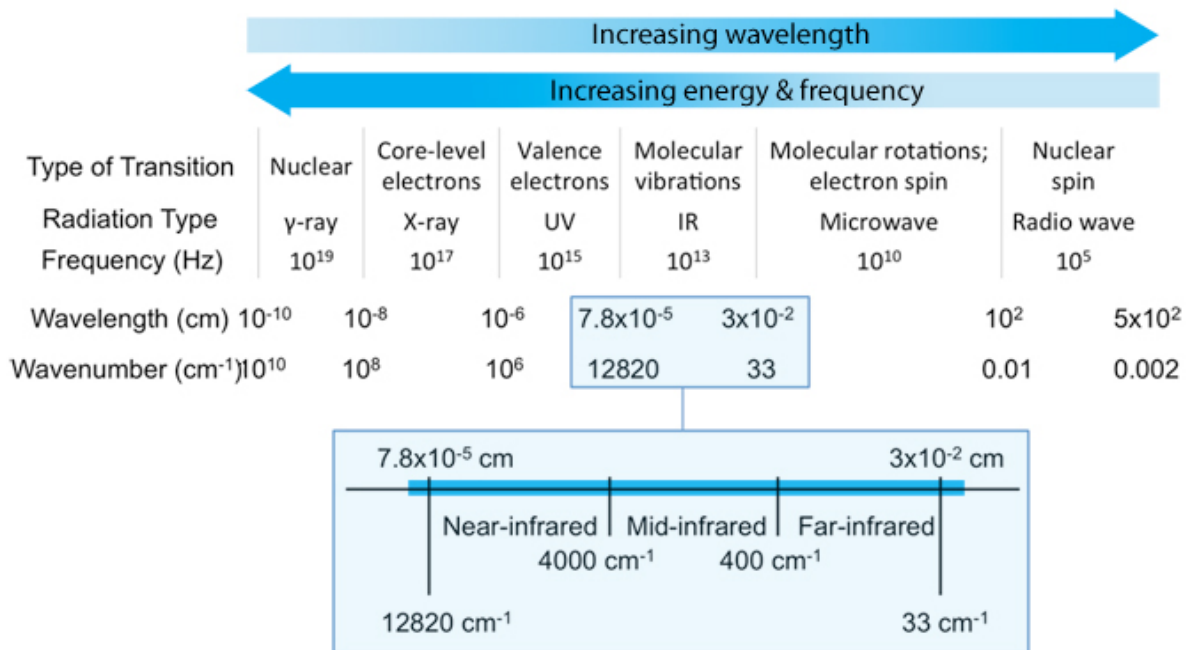 Increasing wavelength
Increasing energy & frequency
Type of Transition Nuclear Core-level electrons Valence electrons Molecular vibrations Molecular rotations; electron spin Nuclear spin
Radiation Type γ-ray X-ray UV IR Microwave Radio wave
Frequency (Hz) 10¹⁹ 10¹⁷ 10¹⁵ 10¹³ 10¹⁰ 10⁵
Wavelength (cm) 10⁻¹⁰ 10⁻⁸ 10⁻⁶ 7.8x10⁻⁵ 3x10⁻² 10² 5x10²
Wavenumber (cm⁻¹) 10¹⁰ 10⁸ 10⁶ 12820 33 0.01 0.002
7.8x10⁻⁵ cm 3x10⁻² cm
Near-infrared Mid-infrared Far-infrared
4000 cm⁻¹ 400 cm⁻¹
12820 cm⁻¹ 33 cm⁻¹